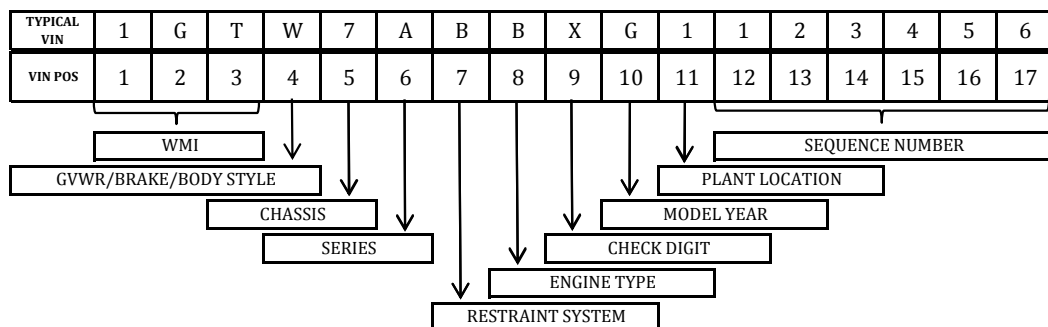 TYPICAL VIN 1 G T W 7 A B B X G 1 1 2 3 4 5 6
VIN POS 1 2 3 4 5 6 7 8 9 10 11 12 13 14 15 16 17
WMI SEQUENCE NUMBER
GVWR/BRAKE/BODY STYLE PLANT LOCATION
CHASSIS MODEL YEAR
SERIES CHECK DIGIT
ENGINE TYPE
RESTRAINT SYSTEM